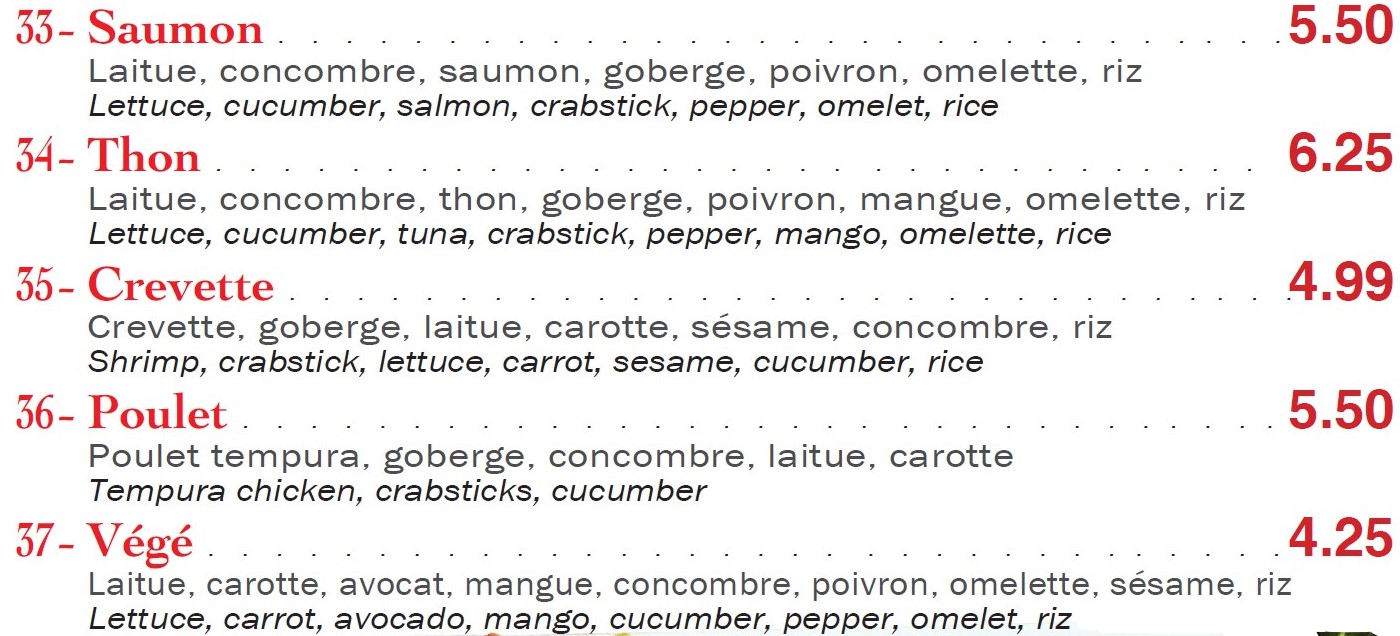 33- Saumon . . . . . . . . . . . . . . . . . . . . . . . . . . . . . . 5.50
Laitue, concombre, saumon, goberge, poivron, omelette, riz
Lettuce, cucumber, salmon, crabstick, pepper, omelet, rice
34- Thon . . . . . . . . . . . . . . . . . . . . . . . . . . . . . . . 6.25
Laitue, concombre, thon, goberge, poivron, mangue, omelette, riz
Lettuce, cucumber, tuna, crabstick, pepper, mango, omelette, rice
35- Crevette . . . . . . . . . . . . . . . . . . . . . . . . . . . . . . 4.99
Crevette, goberge, laitue, carotte, sésame, concombre, riz
Shrimp, crabstick, lettuce, carrot, sesame, cucumber, rice
36- Poulet . . . . . . . . . . . . . . . . . . . . . . . . . . . . . . . 5.50
Poulet tempura, goberge, concombre, laitue, carotte
Tempura chicken, crabsticks, cucumber
37- Végé . . . . . . . . . . . . . . . . . . . . . . . . . . . . . . . . 4.25
Laitue, carotte, avocat, mangue, concombre, poivron, omelette, sésame, riz
Lettuce, carrot, avocado, mango, cucumber, pepper, omelet, riz